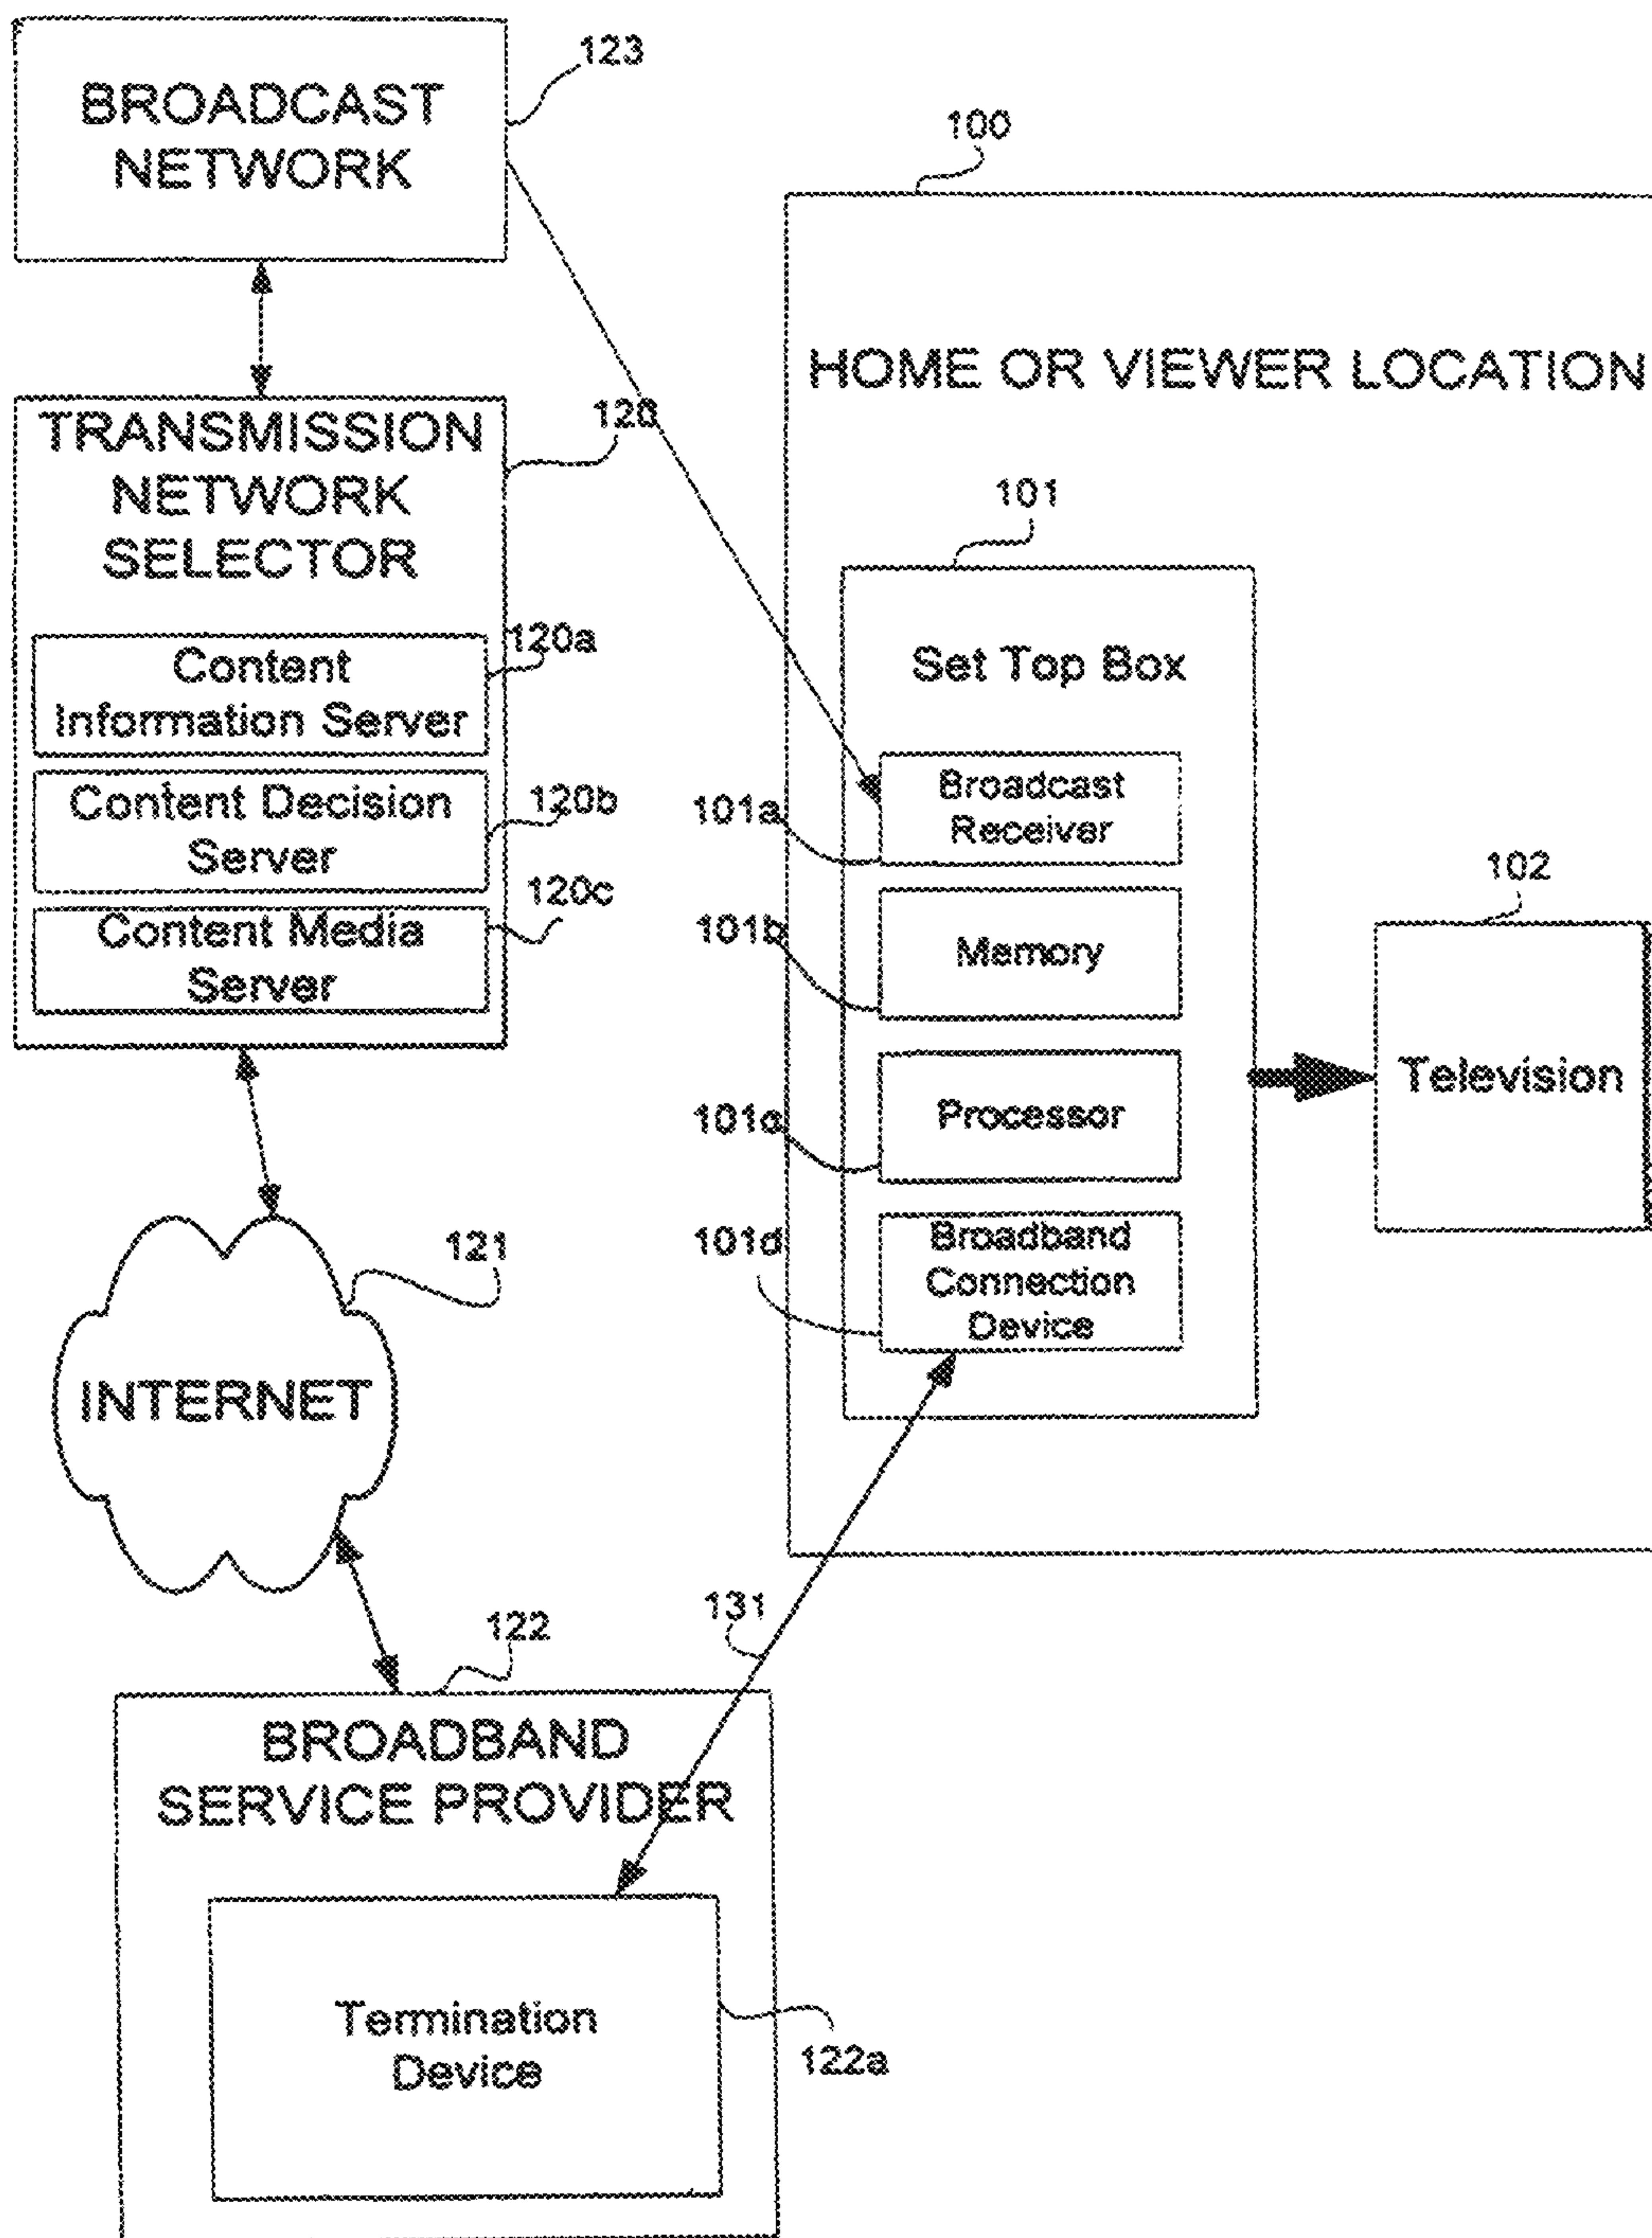 BROADCAST
NETWORK
123
100
HOME OR VIEWER LOCATION
TRANSMISSION
NETWORK
SELECTOR
120
Content
Information Server
120a
Content Decision
Server
120b
Content Media
Server
120c
101
Set Top Box
Broadcast
Receiver
101a
Memory
101b
Processor
101c
Broadband
Connection
Device
101d
102
Television
INTERNET
121
131
122
BROADBAND
SERVICE PROVIDER
Termination
Device
122a